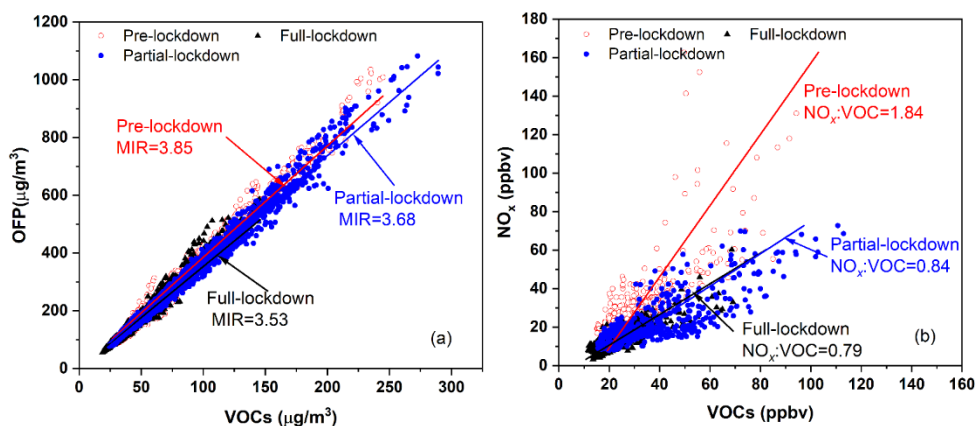 1200
1000
800
600
400
200
0
OFP(μg/m³)
0 50 100 150 200 250 300
VOCs (μg/m³)
Pre-lockdown Full-lockdown
Partial-lockdown
Pre-lockdown
MIR=3.85
Partial-lockdown
MIR=3.68
Full-lockdown
MIR=3.53
(a)
180
160
140
120
100
80
60
40
20
0
NOₓ (ppbv)
0 20 40 60 80 100 120 140 160
VOCs (ppbv)
Pre-lockdown Full-lockdown
Partial-lockdown
Pre-lockdown
NOₓ:VOC=1.84
Partial-lockdown
NOₓ:VOC=0.84
Full-lockdown
NOₓ:VOC=0.79
(b)